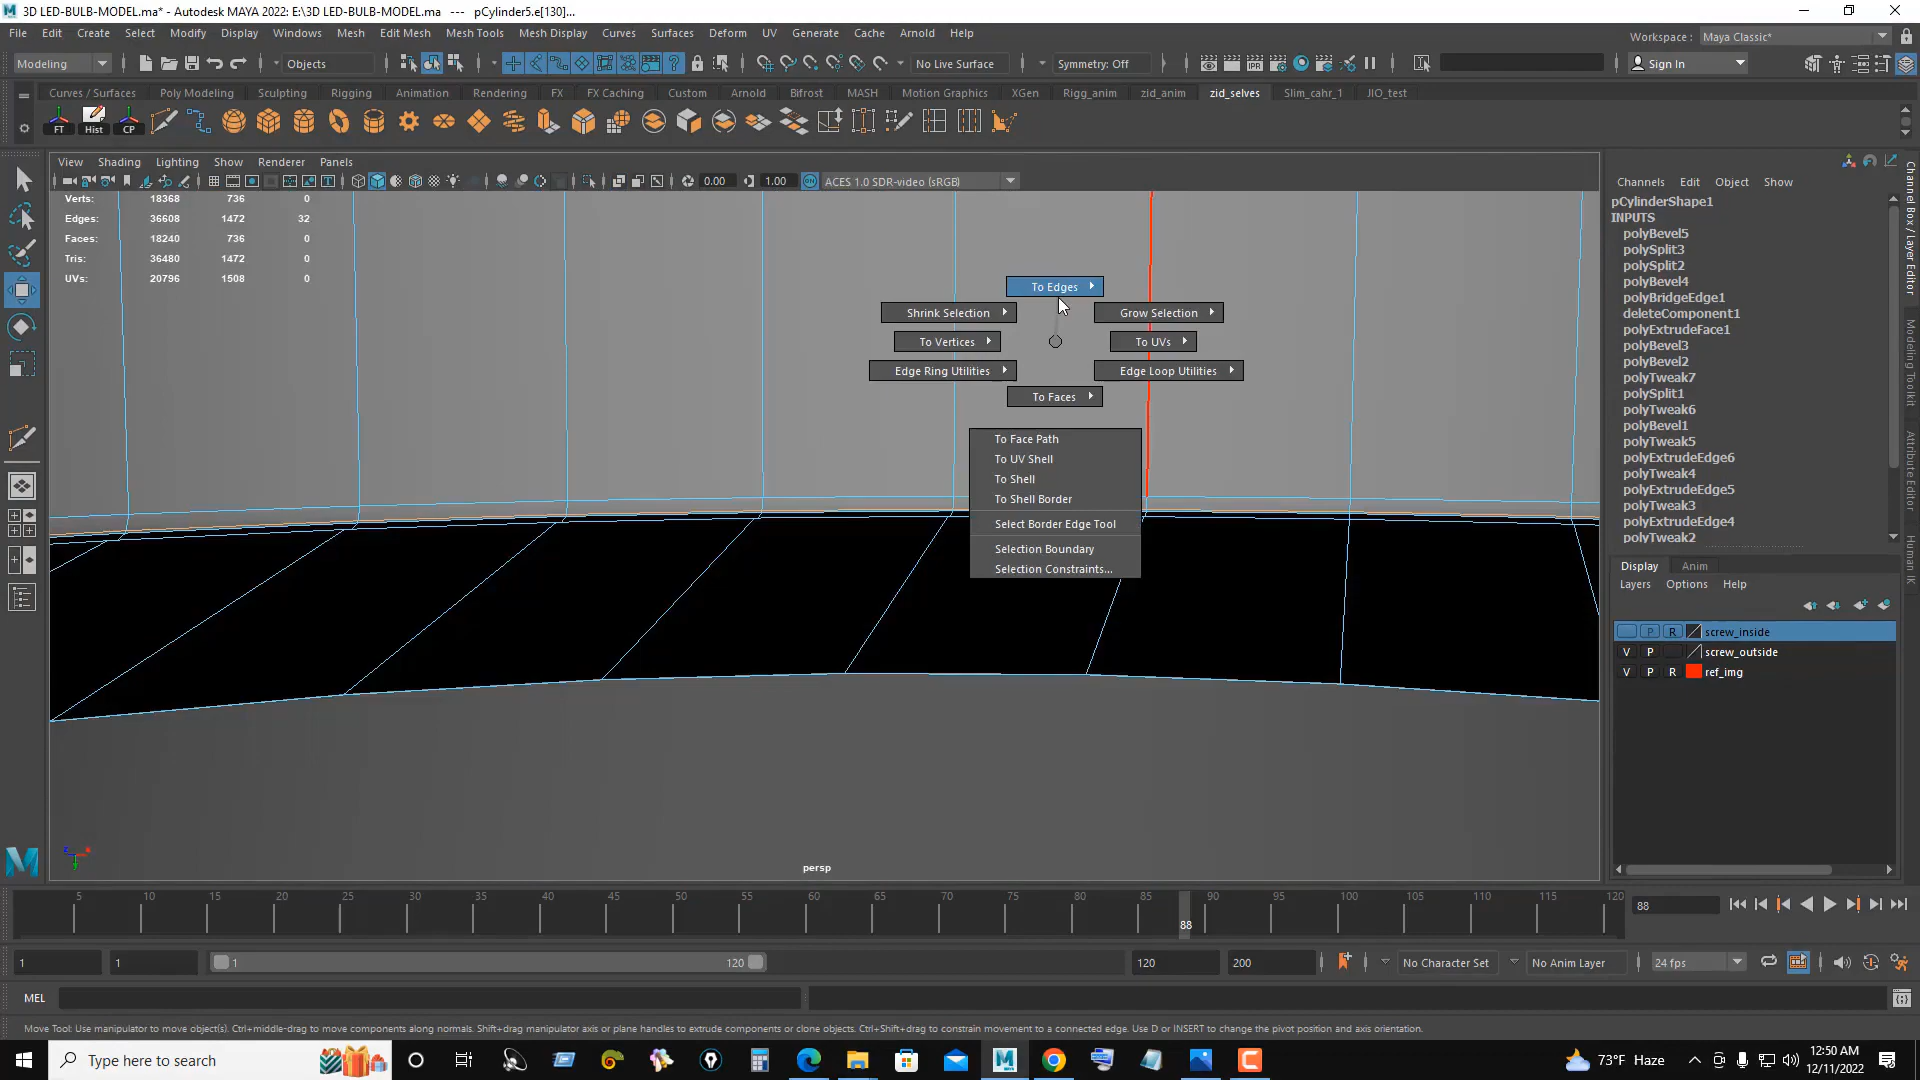 3D LED-BULB-MODEL.ma* - Autodesk MAYA 2022: E:\3D LED-BULB-MODEL.ma --- pCylinder5.e[130]...
File Edit Create Select Modify Display Windows Mesh Edit Mesh Mesh Tools Mesh Display Curves Surfaces Deform UV Generate Cache Arnold Help
Workspace : Maya Classic*
Modeling Objects No Live Surface Symmetry: Off Sign In
Curves / Surfaces Poly Modeling Sculpting Rigging Animation Rendering FX FX Caching Custom Arnold Bifrost MASH Motion Graphics XGen Rigg_anim zid_anim zid_selves Slim_cahr_1 JIO_test
FT Hist CP
View Shading Lighting Show Renderer Panels
0.00 1.00 ACES 1.0 SDR-video (sRGB)
Verts: 18368 736 0
Edges: 36608 1472 32
Faces: 18240 736 0
Tris: 36480 1472 0
UVs: 20796 1508 0
To Edges
Shrink Selection Grow Selection
To Vertices To UVs
Edge Ring Utilities Edge Loop Utilities
To Faces
To Face Path
To UV Shell
To Shell
To Shell Border
Select Border Edge Tool
Selection Boundary
Selection Constraints...
persp
Channels Edit Object Show
pCylinderShape1
INPUTS
polyBevel5
polySplit3
polySplit2
polyBevel4
polyBridgeEdge1
deleteComponent1
polyExtrudeFace1
polyBevel3
polyBevel2
polyTweak7
polySplit1
polyTweak6
polyBevel1
polyTweak5
polyExtrudeEdge6
polyTweak4
polyExtrudeEdge5
polyTweak3
polyExtrudeEdge4
polyTweak2
Display Anim
Layers Options Help
P R screw_inside
V P screw_outside
V P R ref_img
Channel Box / Layer Editor
Modeling Toolkit
Attribute Editor
Human IK
5 10 15 20 25 30 35 40 45 50 55 60 65 70 75 80 85 90 95 100 105 110 115 120
88
88
1 1 1 120 120 200 No Character Set No Anim Layer 24 fps
MEL
Move Tool: Use manipulator to move object(s). Ctrl+middle-drag to move components along normals. Shift+drag manipulator axis or plane handles to extrude components or clone objects. Ctrl+Shift+drag to constrain movement to a connected edge. Use D or INSERT to change the pivot position and axis orientation.
Type here to search
73°F Haze
12:50 AM
12/11/2022